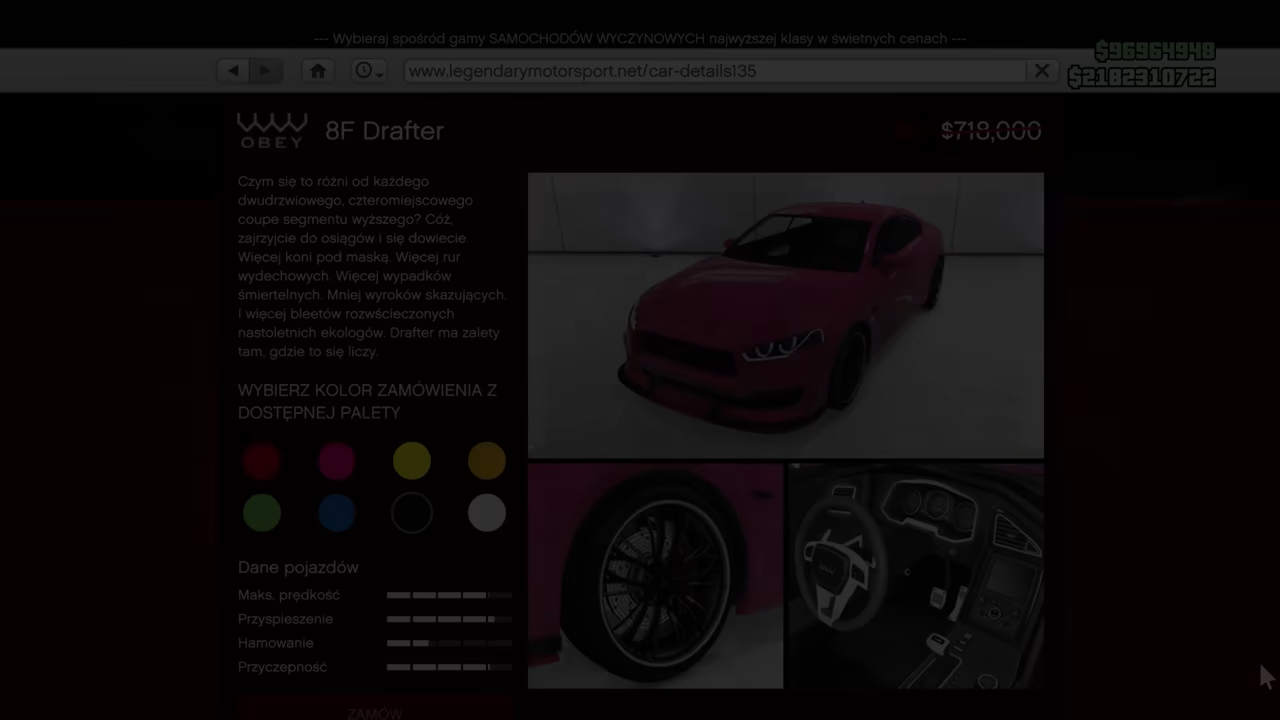 --- Wybieraj spośród gamy SAMOCHODÓW WYCZYNOWYCH najwyższej klasy w świetnych cenach ---
$96964948
www.legendarymotorsport.net/car-details135
$2182310722
OBEY
8F Drafter
$718,000
Czym się to różni od każdego
dwudrzwiowego, czteromiejscowego
coupe segmentu wyższego? Cóż,
zajrzyjcie do osiągów i się dowiecie.
Więcej koni pod maską. Więcej rur
wydechowych. Więcej wypadków
śmiertelnych. Mniej wyroków skazujących.
I więcej bleetów rozwścieczonych
nastoletnich ekologów. Drafter ma zalety
tam, gdzie to się liczy.
WYBIERZ KOLOR ZAMÓWIENIA Z
DOSTĘPNEJ PALETY
Dane pojazdów
Maks. prędkość
Przyspieszenie
Hamowanie
Przyczepność
ZAMÓW